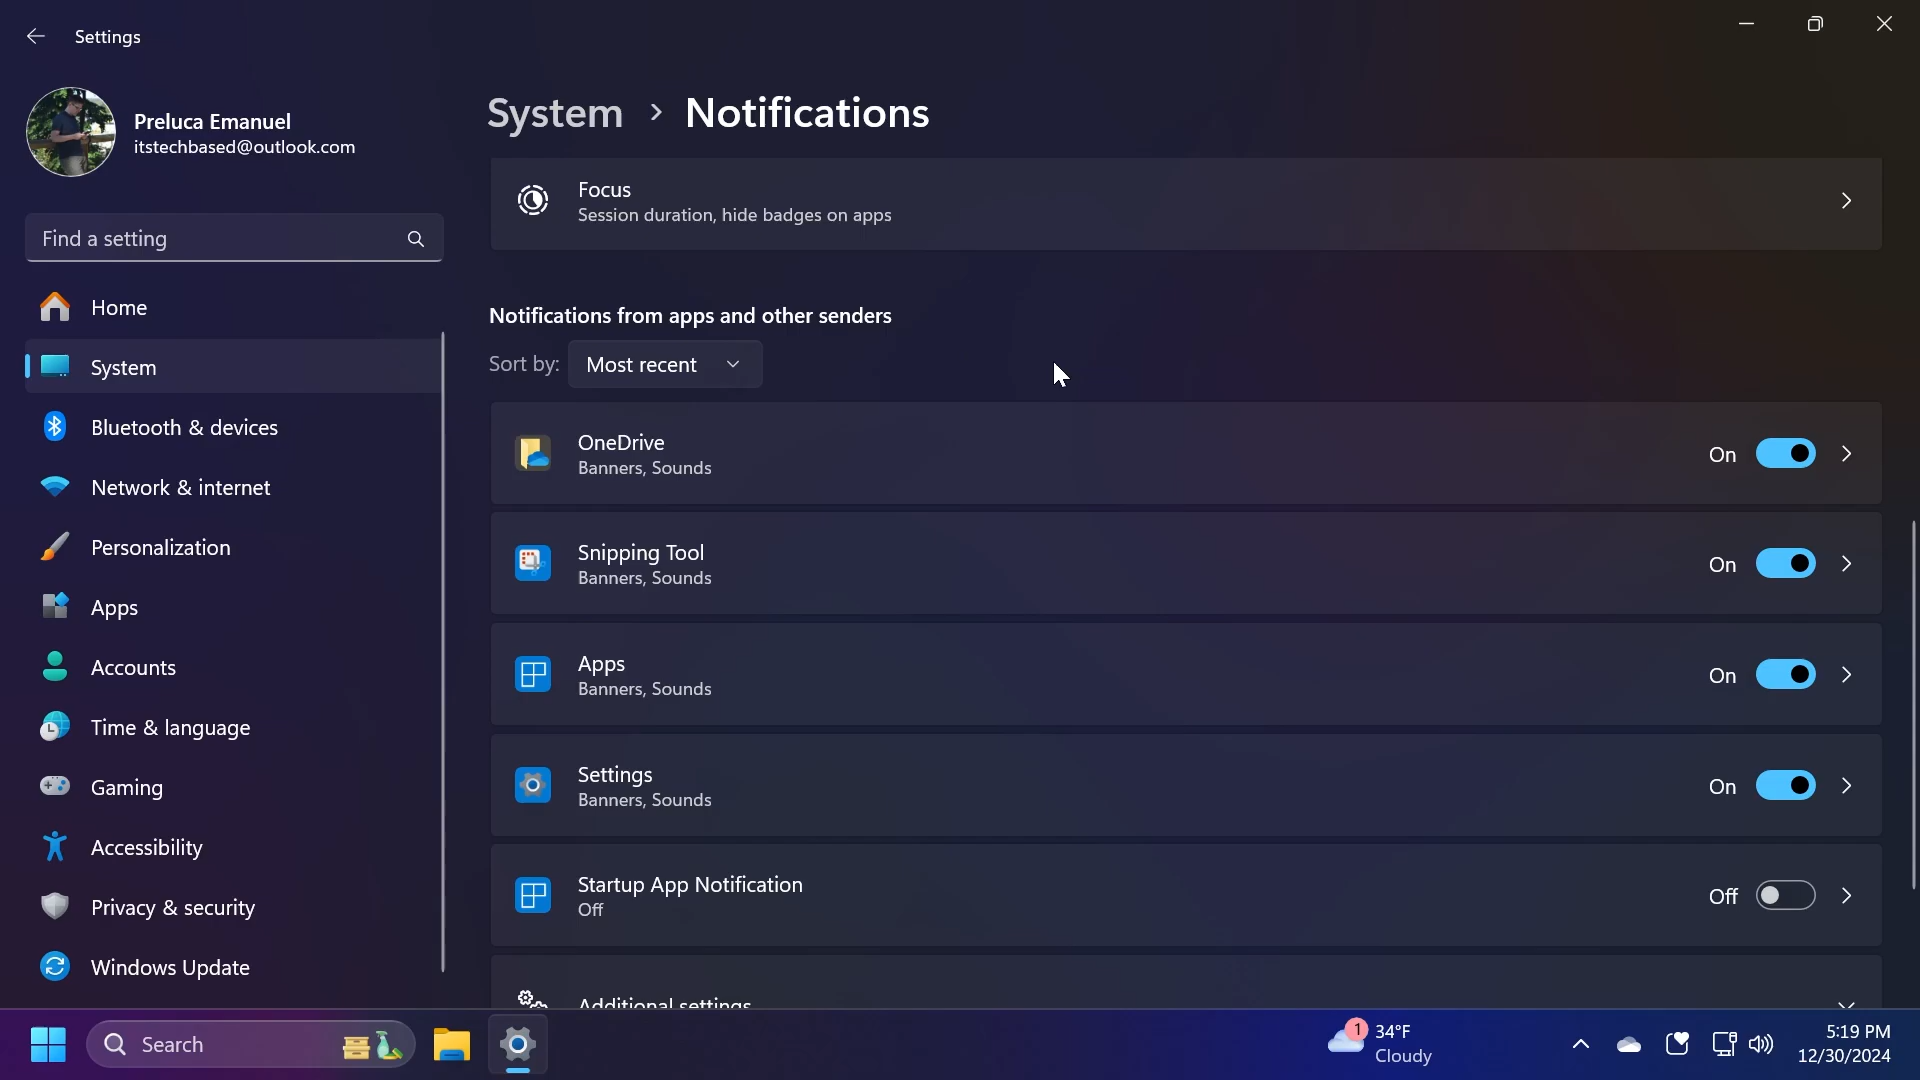 Settings
Preluca Emanuel
itstechbased@outlook.com
Find a setting
Home
System
Bluetooth & devices
Network & internet
Personalization
Apps
Accounts
Time & language
Gaming
Accessibility
Privacy & security
Windows Update
System > Notifications
Focus
Session duration, hide badges on apps
Notifications from apps and other senders
Sort by: Most recent
OneDrive
Banners, Sounds
On
Snipping Tool
Banners, Sounds
On
Apps
Banners, Sounds
On
Settings
Banners, Sounds
On
Startup App Notification
Off
Off
Additional settings
Search
1
34°F
Cloudy
5:19 PM
12/30/2024